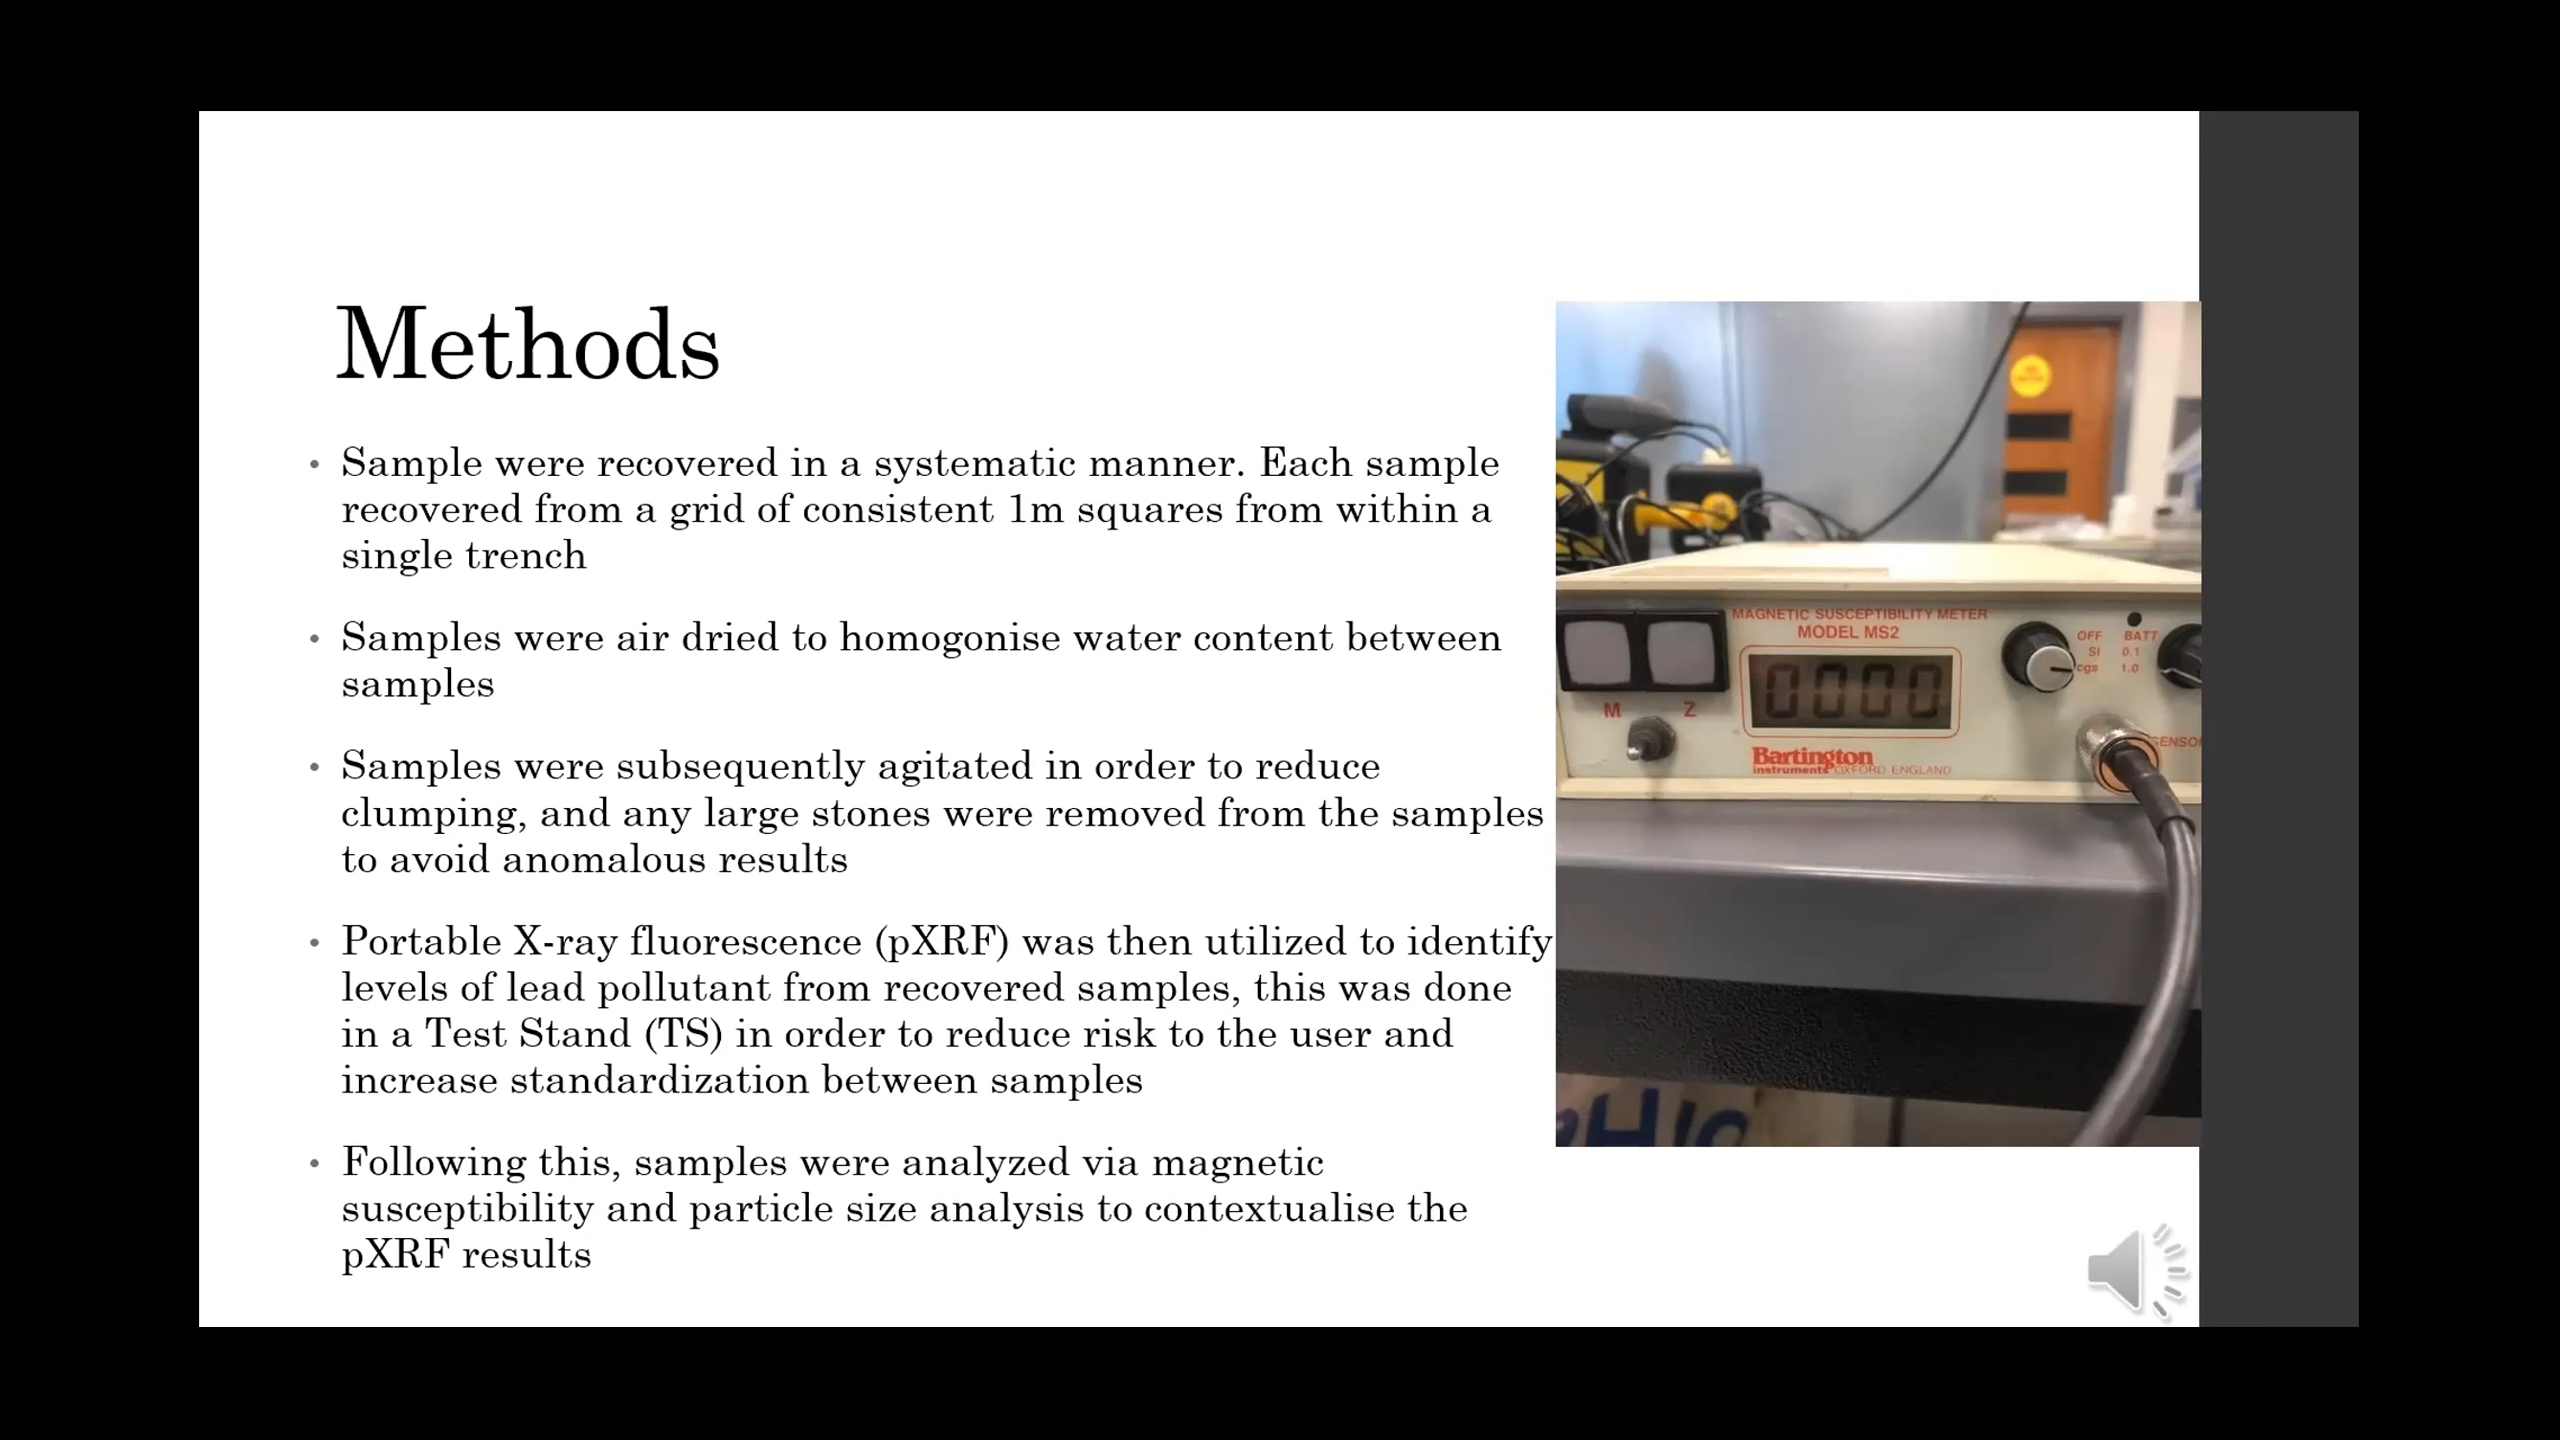 Methods
• Sample were recovered in a systematic manner. Each sample
recovered from a grid of consistent 1m squares from within a
single trench
• Samples were air dried to homogonise water content between
samples
• Samples were subsequently agitated in order to reduce
clumping, and any large stones were removed from the samples
to avoid anomalous results
• Portable X-ray fluorescence (pXRF) was then utilized to identify
levels of lead pollutant from recovered samples, this was done
in a Test Stand (TS) in order to reduce risk to the user and
increase standardization between samples
• Following this, samples were analyzed via magnetic
susceptibility and particle size analysis to contextualise the
pXRF results
MAGNETIC SUSCEPTIBILITY METER
MODEL MS2
OFF BATT
SI 0.1
cgs 1.0
0000
M Z
SENSO
Bartington
instruments OXFORD ENGLAND